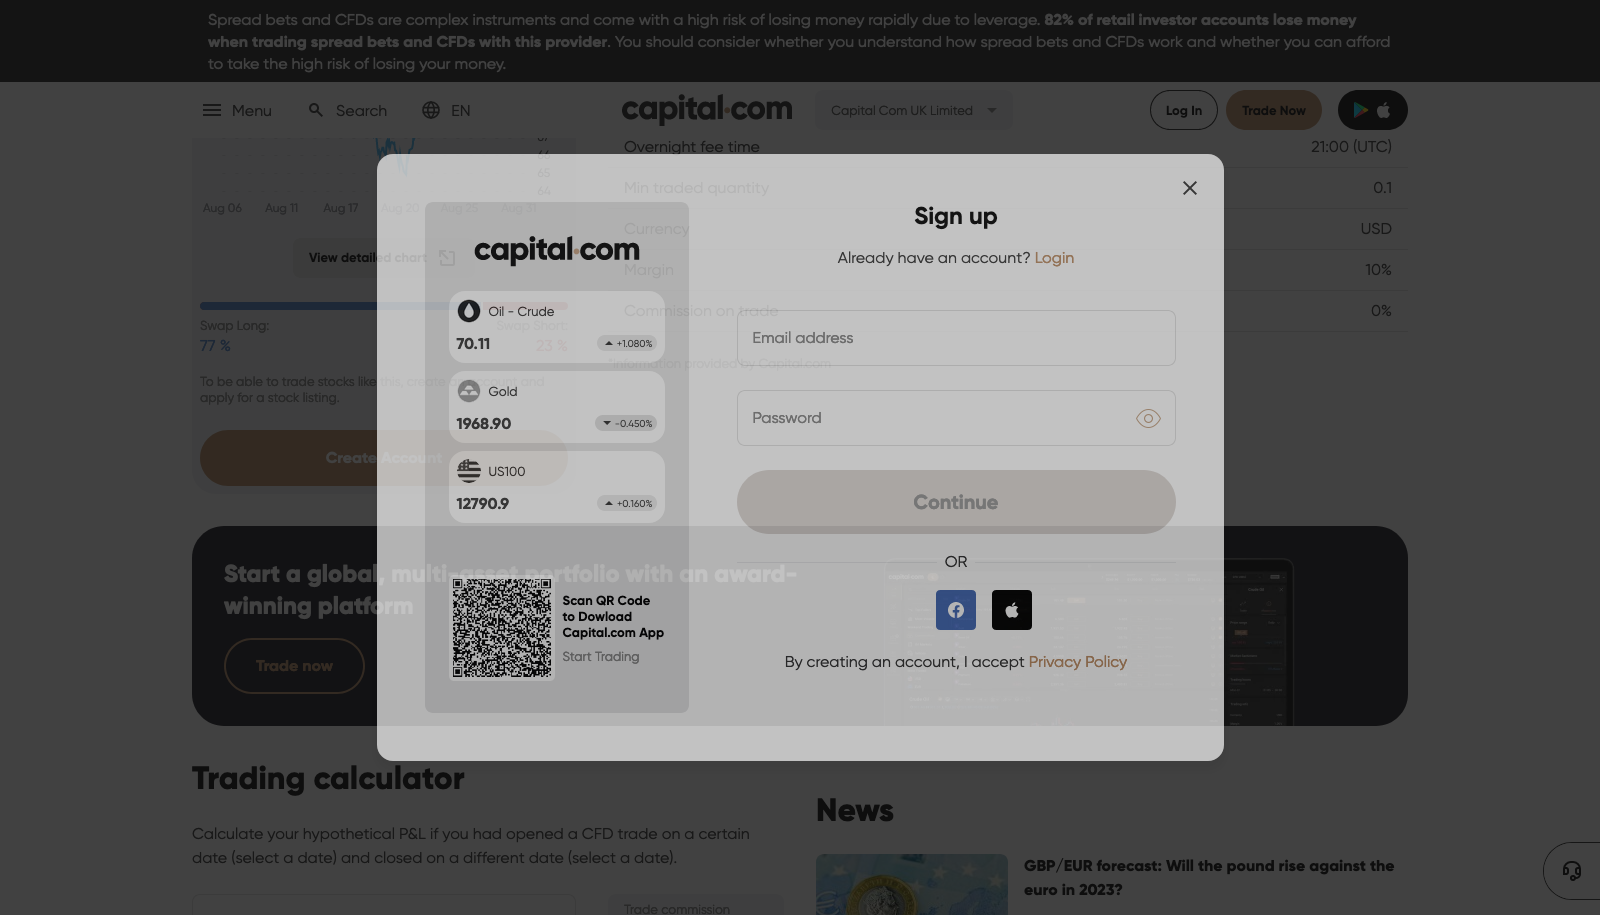 Spread bets and CFDs are complex instruments and come with a high risk of losing money rapidly due to leverage. 82% of retail investor accounts lose money
when trading spread bets and CFDs with this provider. You should consider whether you understand how spread bets and CFDs work and whether you can afford
to take the high risk of losing your money.
Menu
Search
EN
capital.com
Capital Com UK Limited
Log In
Trade Now
66
65
64
Aug 06
Aug 11
Aug 17
Aug 20
Aug 25
Aug 31
View detailed chart
Swap Long:
77 %
Swap Short:
23 %
To be able to trade stocks like this, create an account and
apply for a stock listing.
Create Account
Overnight fee time
21:00 (UTC)
Min traded quantity
0.1
Currency
USD
Margin
10%
Commission on trade
0%
*Information provided by Capital.com
capital.com
Oil - Crude
70.11
+1.080%
Gold
1968.90
-0.450%
US100
12790.9
+0.160%
Scan QR Code
to Dowload
Capital.com App
Start Trading
Sign up
Already have an account? Login
Email address
Password
Continue
OR
By creating an account, I accept Privacy Policy
Start a global, multi-asset portfolio with an award-
winning platform
Trade now
Trading calculator
Calculate your hypothetical P&L if you had opened a CFD trade on a certain
date (select a date) and closed on a different date (select a date).
Trade commission
News
GBP/EUR forecast: Will the pound rise against the
euro in 2023?